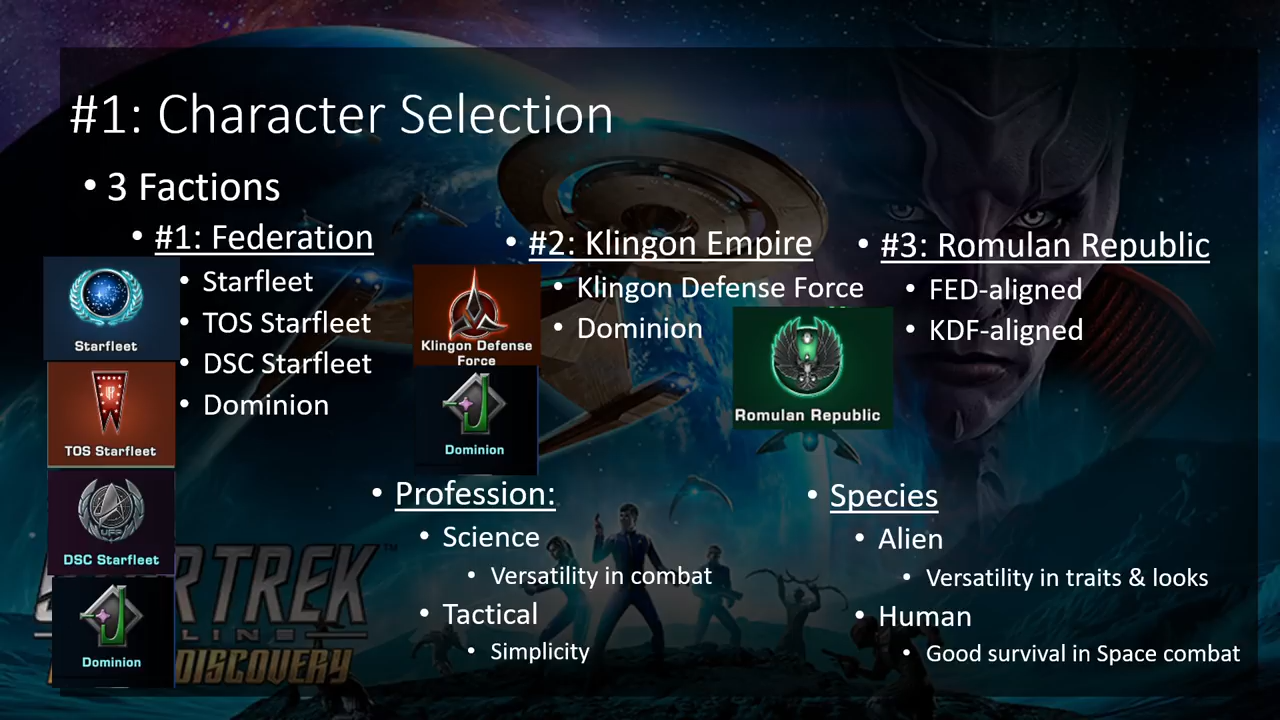 #1: Character Selection
• 3 Factions
• #1: Federation
• Starfleet
• TOS Starfleet
• DSC Starfleet
• Dominion
Starfleet
TOS Starfleet
UFP
DSC Starfleet
Dominion
• #2: Klingon Empire
• Klingon Defense Force
• Dominion
Klingon Defense
Force
Dominion
• #3: Romulan Republic
• FED-aligned
• KDF-aligned
Romulan Republic
• Profession:
• Science
• Versatility in combat
• Tactical
• Simplicity
• Species
• Alien
• Versatility in traits & looks
• Human
• Good survival in Space combat
TREK™
LINE
DISCOVERY